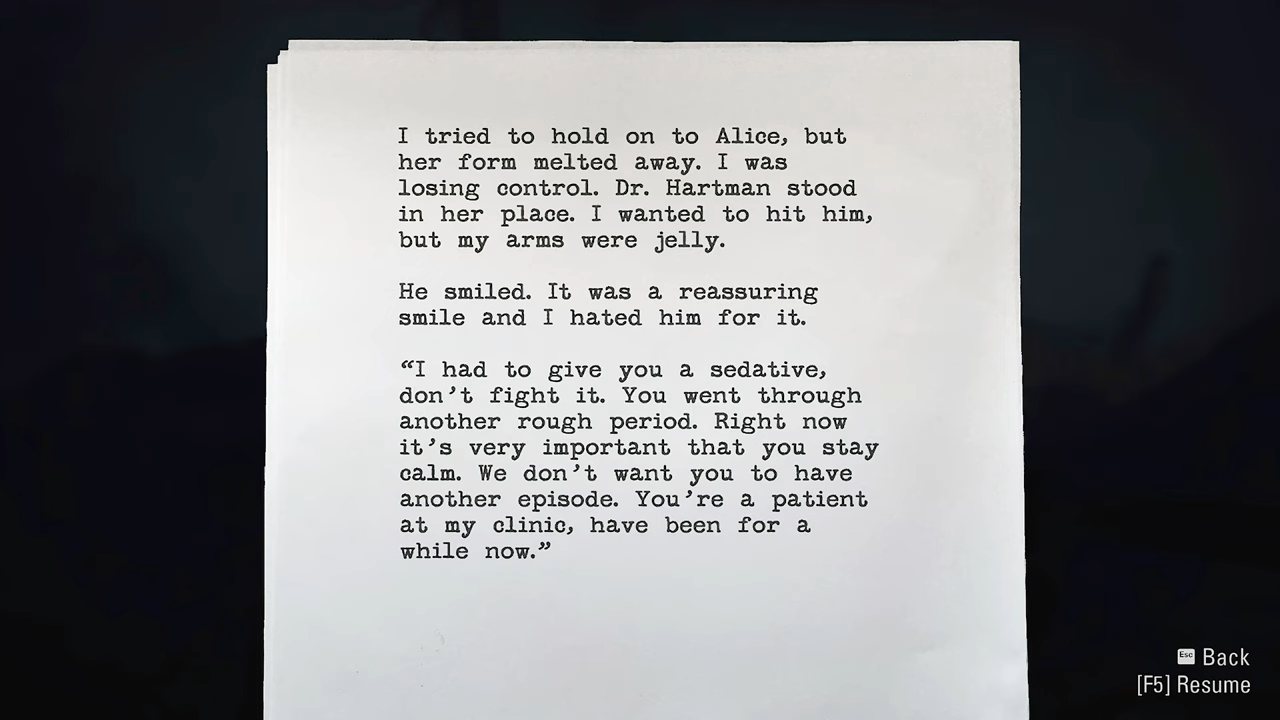 I tried to hold on to Alice, but
her form melted away. I was
losing control. Dr. Hartman stood
in her place. I wanted to hit him,
but my arms were jelly.
He smiled. It was a reassuring
smile and I hated him for it.
“I had to give you a sedative,
don’t fight it. You went through
another rough period. Right now
it’s very important that you stay
calm. We don’t want you to have
another episode. You’re a patient
at my clinic, have been for a
while now.”
Esc Back
[F5] Resume